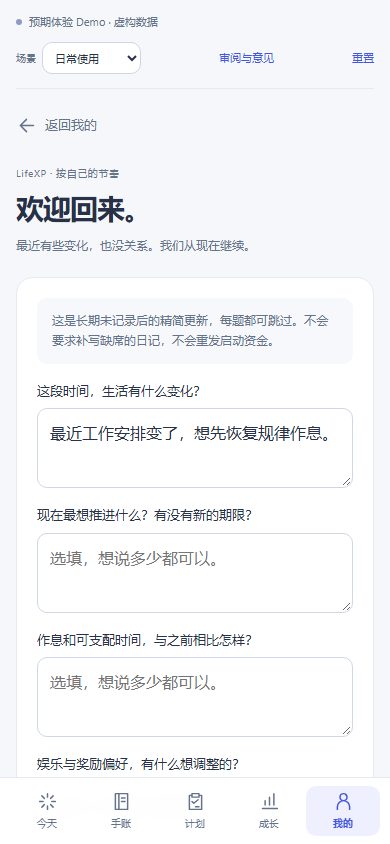 预期体验 Demo · 虚构数据
场景 日常使用 审阅与意见 重置
返回我的
LifeXP · 按自己的节奏
欢迎回来。
最近有些变化，也没关系。我们从现在继续。
这是长期未记录后的精简更新，每题都可跳过。不会
要求补写缺席的日记，不会重发启动资金。
这段时间，生活有什么变化？
最近工作安排变了，想先恢复规律作息。
现在最想推进什么？有没有新的期限？
选填，想说多少都可以。
作息和可支配时间，与之前相比怎样？
选填，想说多少都可以。
娱乐与奖励偏好，有什么想调整的？
今天 手账 计划 成长 我的